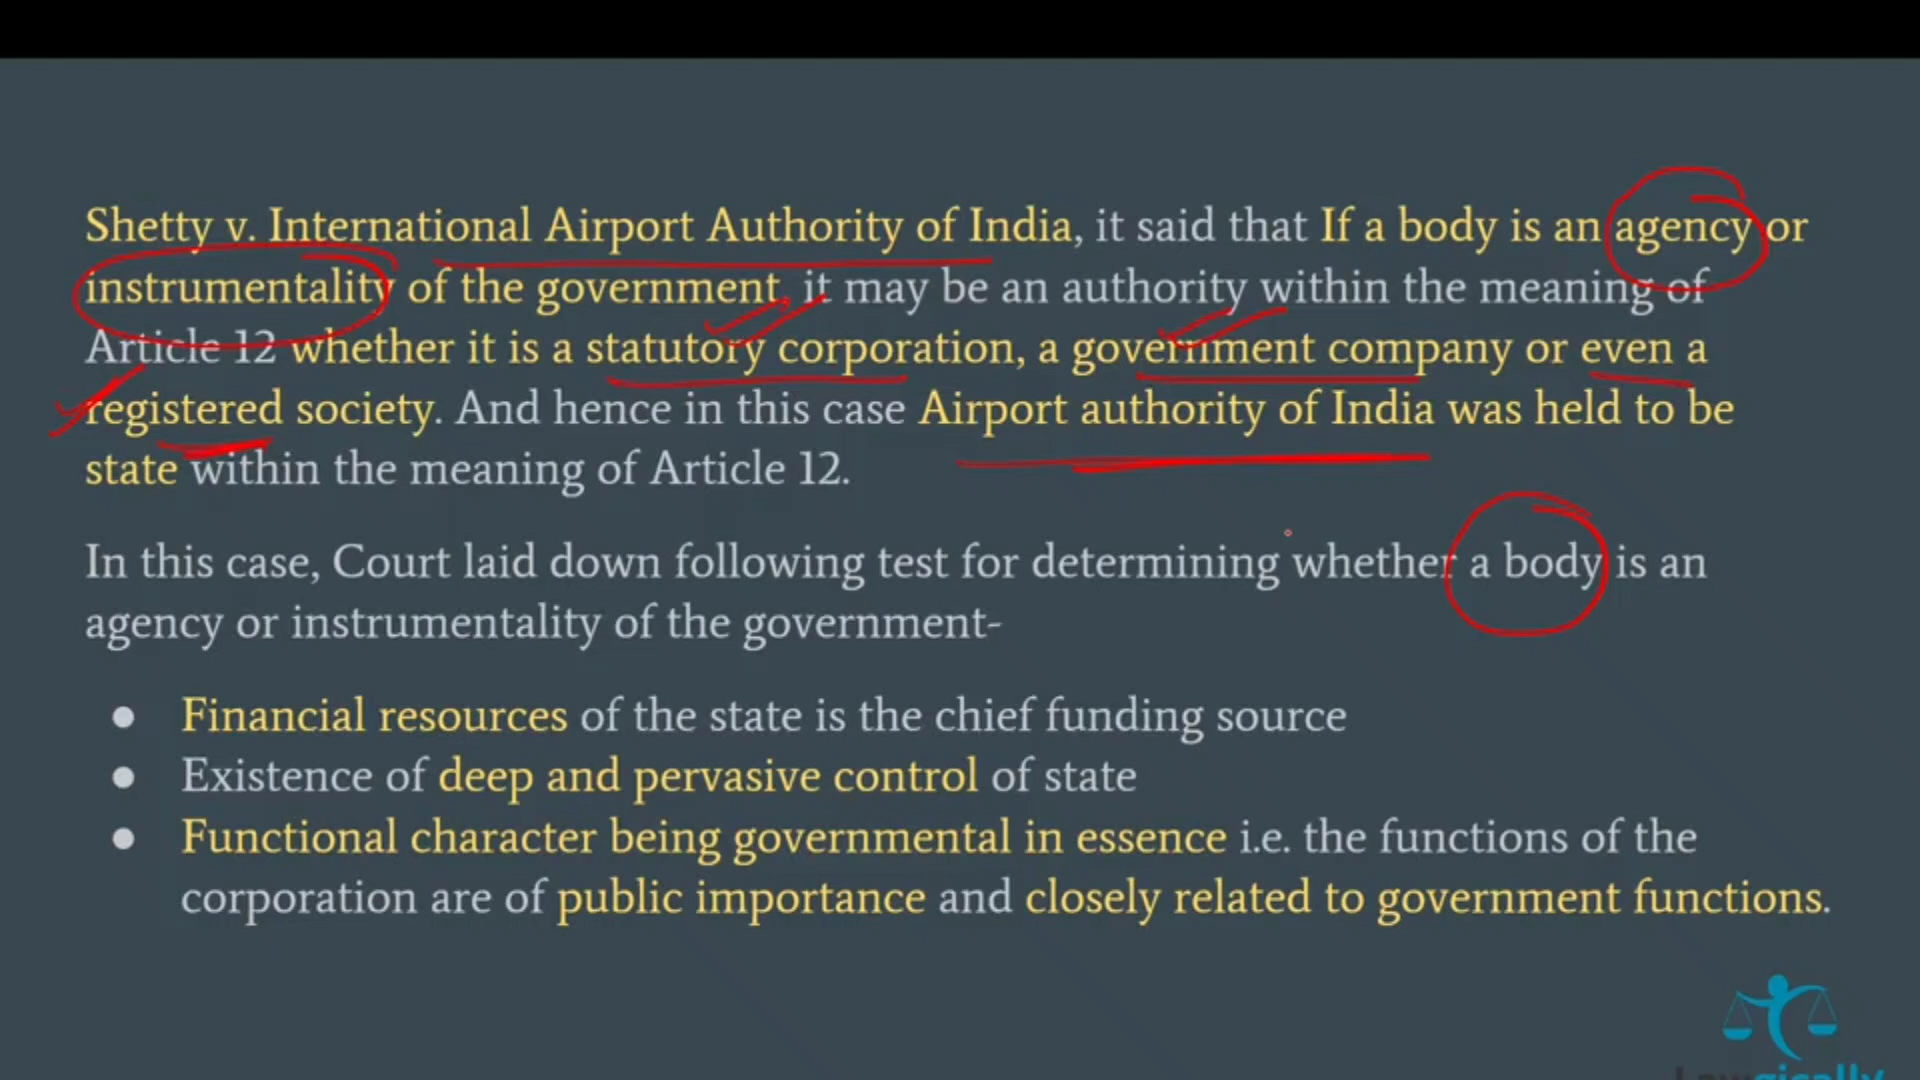 Shetty v. International Airport Authority of India, it said that If a body is an agency or
instrumentality of the government, it may be an authority within the meaning of
Article 12 whether it is a statutory corporation, a government company or even a
registered society. And hence in this case Airport authority of India was held to be
state within the meaning of Article 12.
In this case, Court laid down following test for determining whether a body is an
agency or instrumentality of the government-
● Financial resources of the state is the chief funding source
● Existence of deep and pervasive control of state
● Functional character being governmental in essence i.e. the functions of the
corporation are of public importance and closely related to government functions.
Lawgically